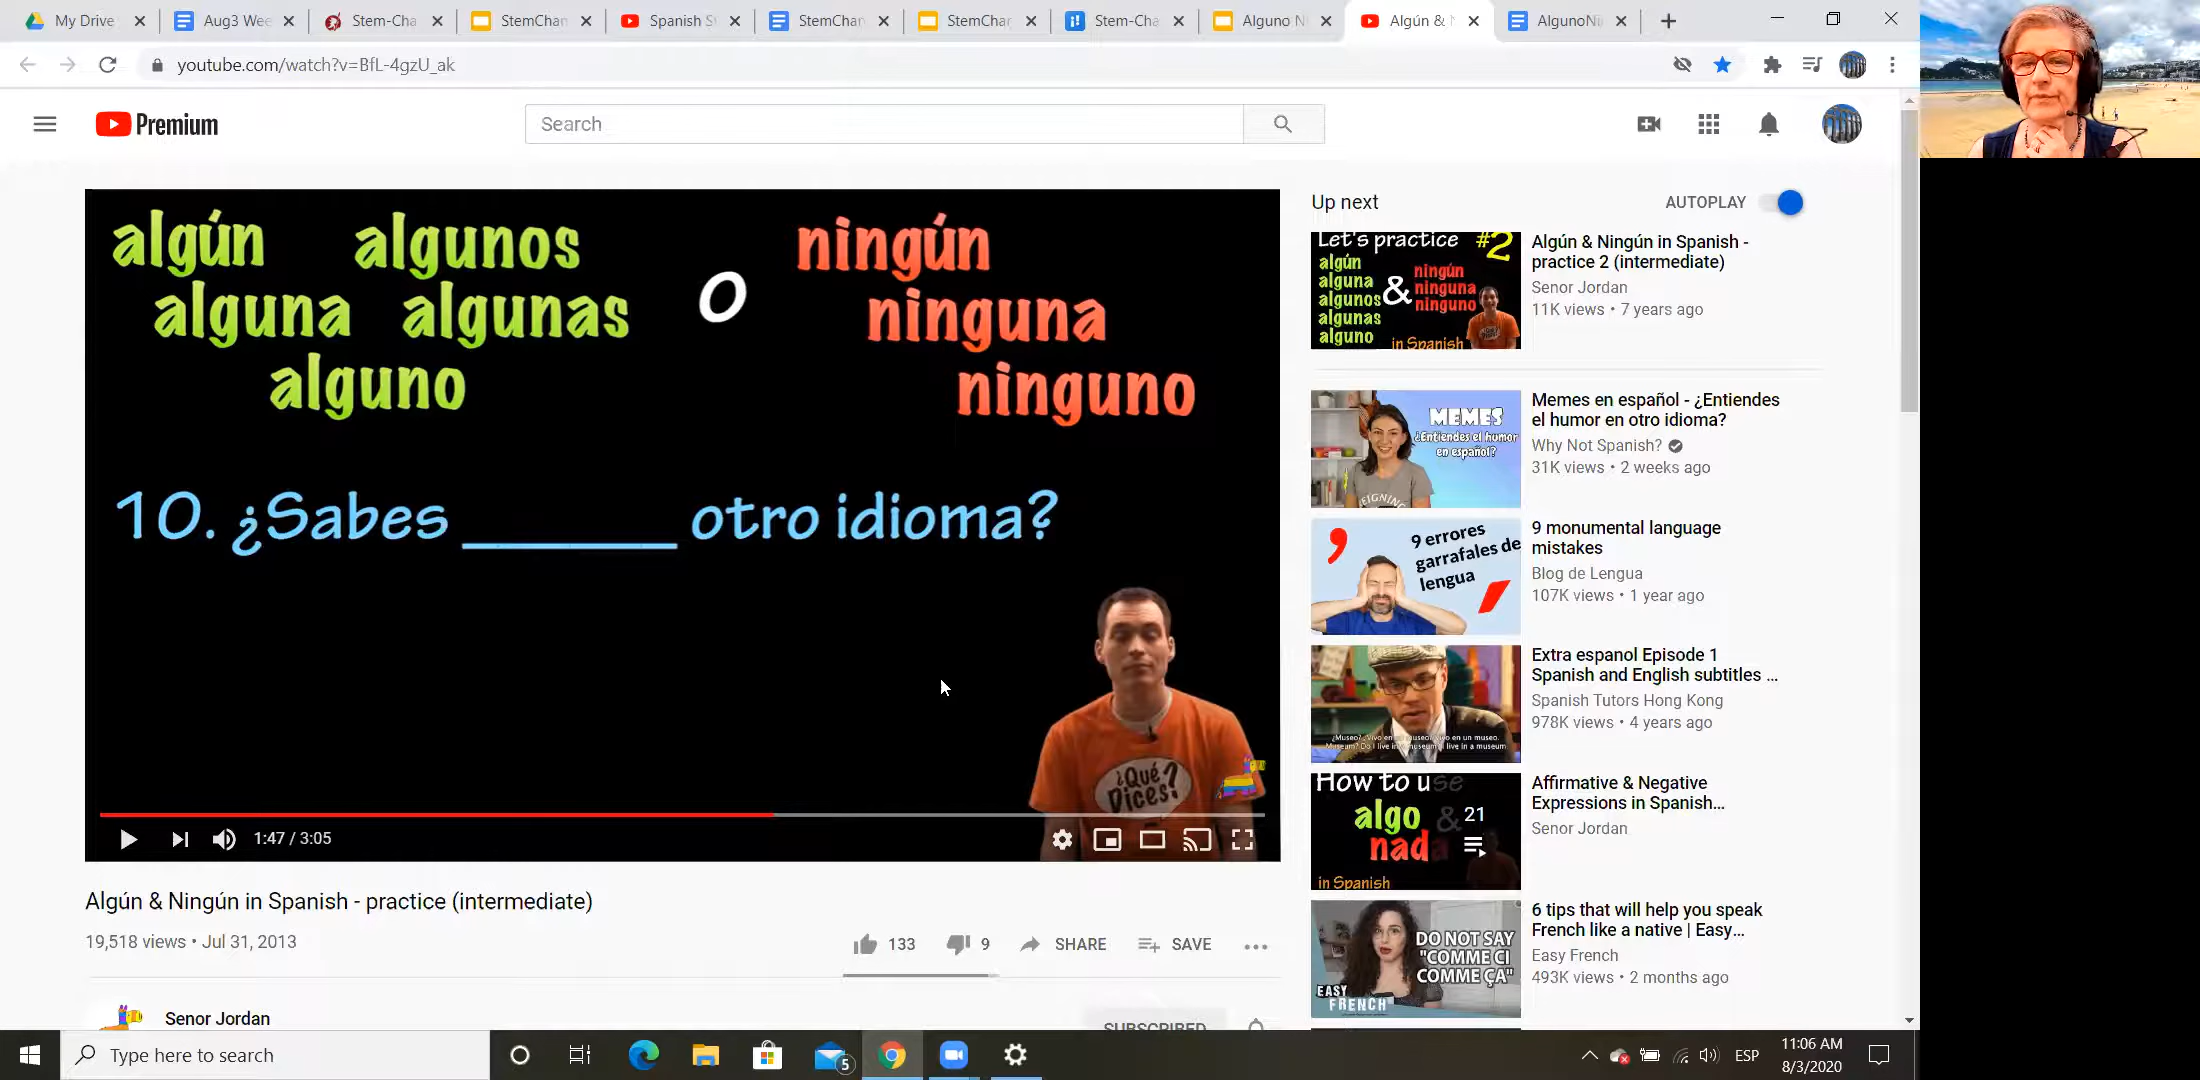 My Drive
Aug3 Wee
Stem-Cha
StemChan
Spanish S
StemChan
StemChar
Stem-Cha
Alguno N
Algún & N
AlgunoNi
youtube.com/watch?v=BfL-4gzU_ak
Premium
Search
algún algunos
alguna algunas
alguno
o
ningún
ninguna
ninguno
10. ¿Sabes ______ otro idioma?
¿Qué
Dices?
1:47 / 3:05
Algún & Ningún in Spanish - practice (intermediate)
19,518 views • Jul 31, 2013
133
9
SHARE
SAVE
Senor Jordan
SUBSCRIBED
Up next
AUTOPLAY
Let's practice #2
algún
alguna
algunos
algunas
alguno
&
ningún
ninguna
ninguno
in Spanish
Algún & Ningún in Spanish -
practice 2 (intermediate)
Senor Jordan
11K views • 7 years ago
MEMES
¿Entiendes el humor
en español?
Memes en español - ¿Entiendes
el humor en otro idioma?
Why Not Spanish?
31K views • 2 weeks ago
9 errores
garrafales de
lengua
9 monumental language
mistakes
Blog de Lengua
107K views • 1 year ago
Extra espanol Episode 1
Spanish and English subtitles ...
Spanish Tutors Hong Kong
978K views • 4 years ago
How to use
algo &
nada
in Spanish
21
Affirmative & Negative
Expressions in Spanish...
Senor Jordan
DO NOT SAY
"COMME CI
COMME ÇA"
EASY
FRENCH
6 tips that will help you speak
French like a native | Easy...
Easy French
493K views • 2 months ago
Type here to search
5
ESP
11:06 AM
8/3/2020